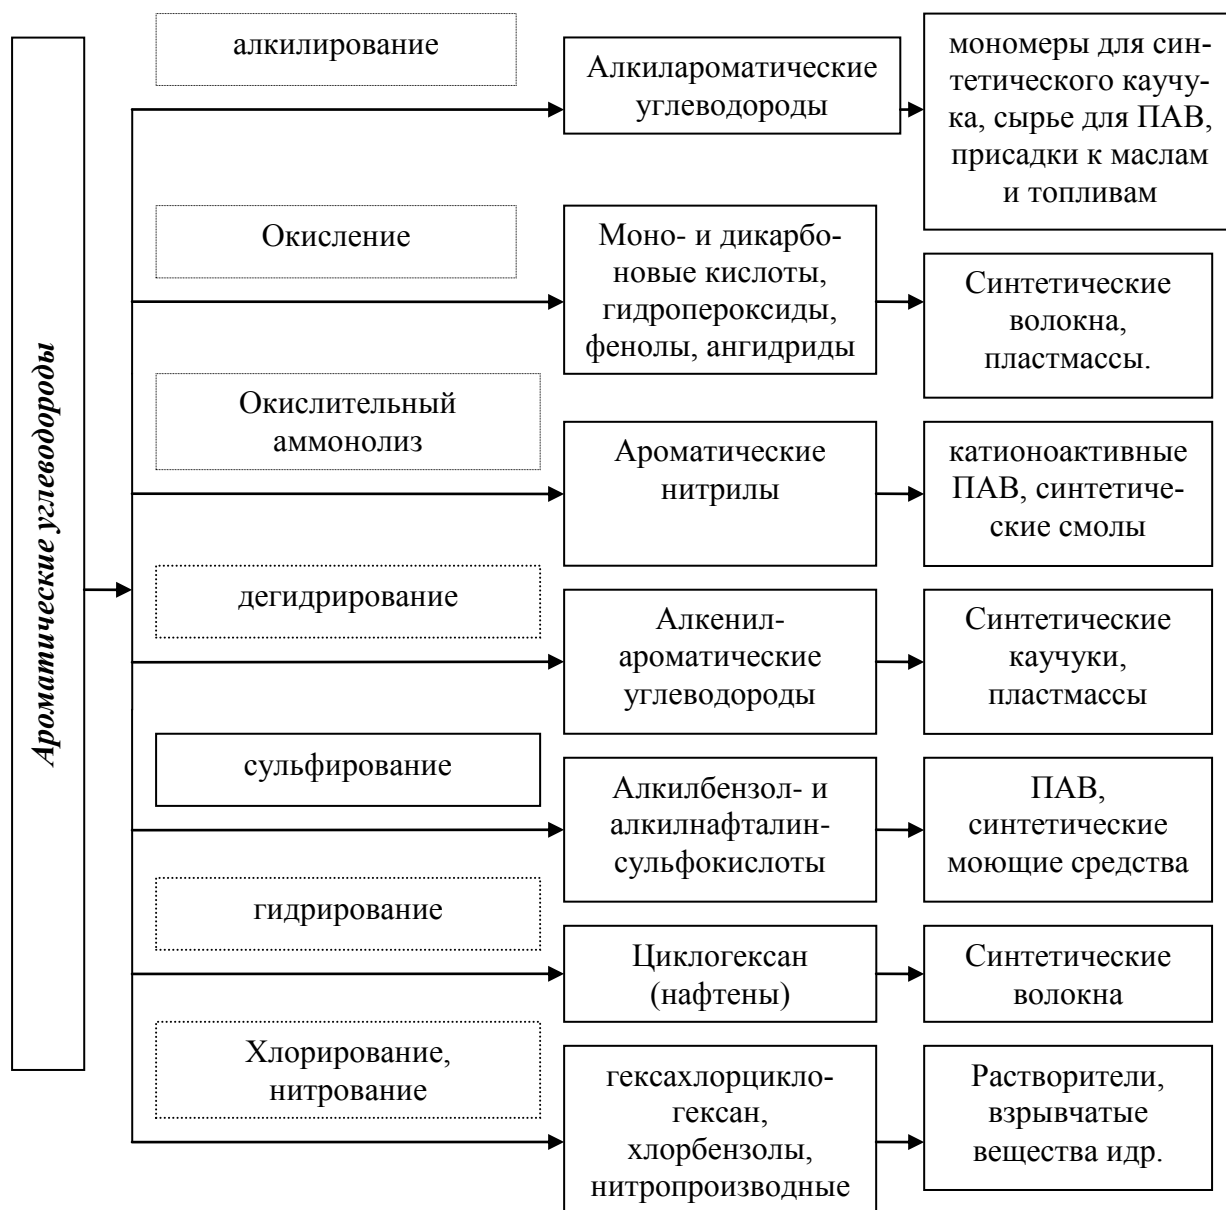 Ароматические углеводороды
алкилирование
Алкилароматические
углеводороды
мономеры для син-
тетического каучу-
ка, сырье для ПАВ,
присадки к маслам
и топливам
Окисление
Моно- и дикарбо-
новые кислоты,
гидропероксиды,
фенолы, ангидриды
Синтетические
волокна,
пластмассы.
Окислительный
аммонолиз
Ароматические
нитрилы
катионоактивные
ПАВ, синтетиче-
ские смолы
дегидрирование
Алкенил-
ароматические
углеводороды
Синтетические
каучуки,
пластмассы
сульфирование
Алкилбензол- и
алкилнафталин-
сульфокислоты
ПАВ,
синтетические
моющие средства
гидрирование
Циклогексан
(нафтены)
Синтетические
волокна
Хлорирование,
нитрование
гексахлорцикло-
гексан,
хлорбензолы,
нитропроизводные
Растворители,
взрывчатые
вещества идр.